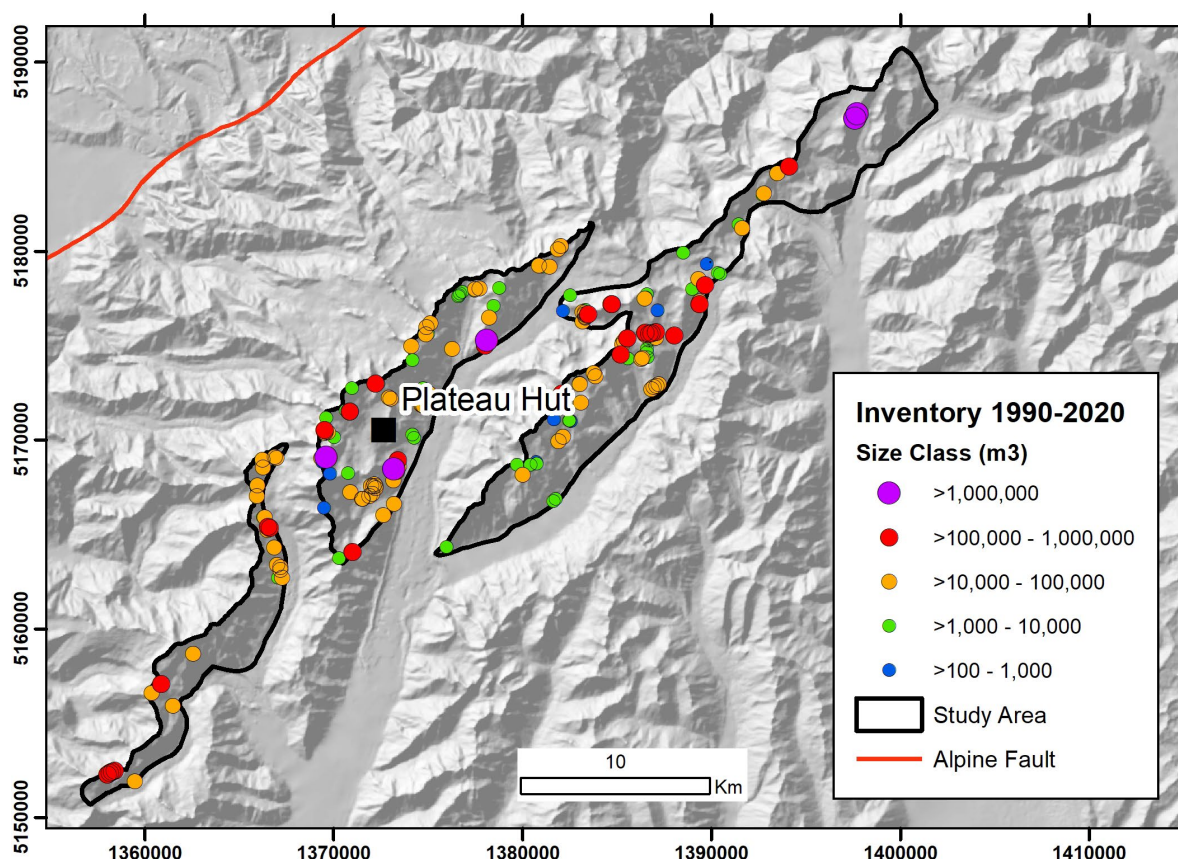 5190000
5180000
5170000
5160000
5150000
Plateau Hut
Inventory 1990-2020
Size Class (m3)
>1,000,000
>100,000 - 1,000,000
>10,000 - 100,000
>1,000 - 10,000
>100 - 1,000
Study Area
Alpine Fault
10
Km
1360000 1370000 1380000 1390000 1400000 1410000